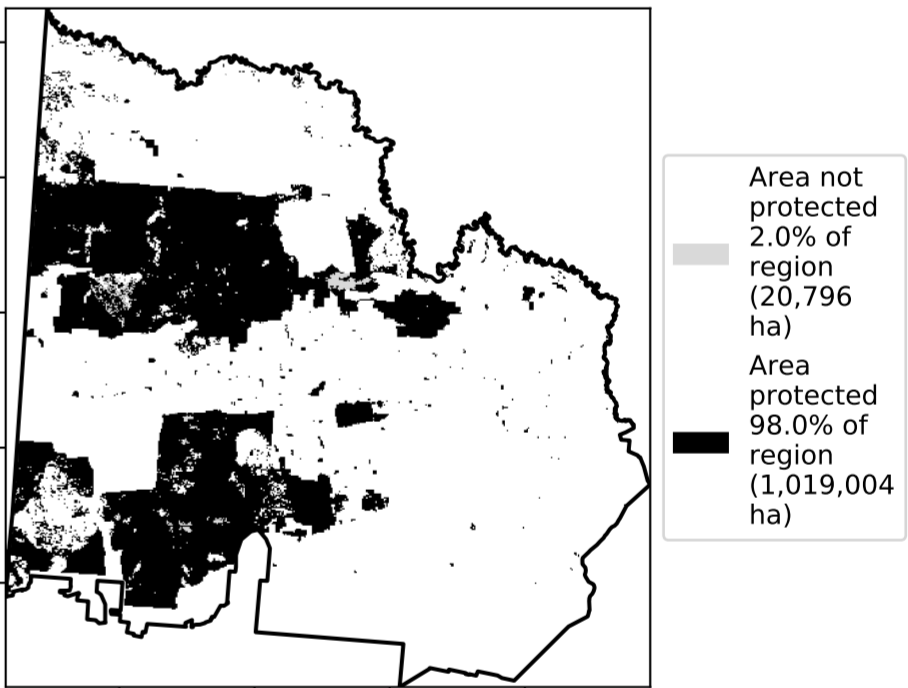 Area not
protected
2.0% of
region
(20,796
ha)
Area
protected
98.0% of
region
(1,019,004
ha)